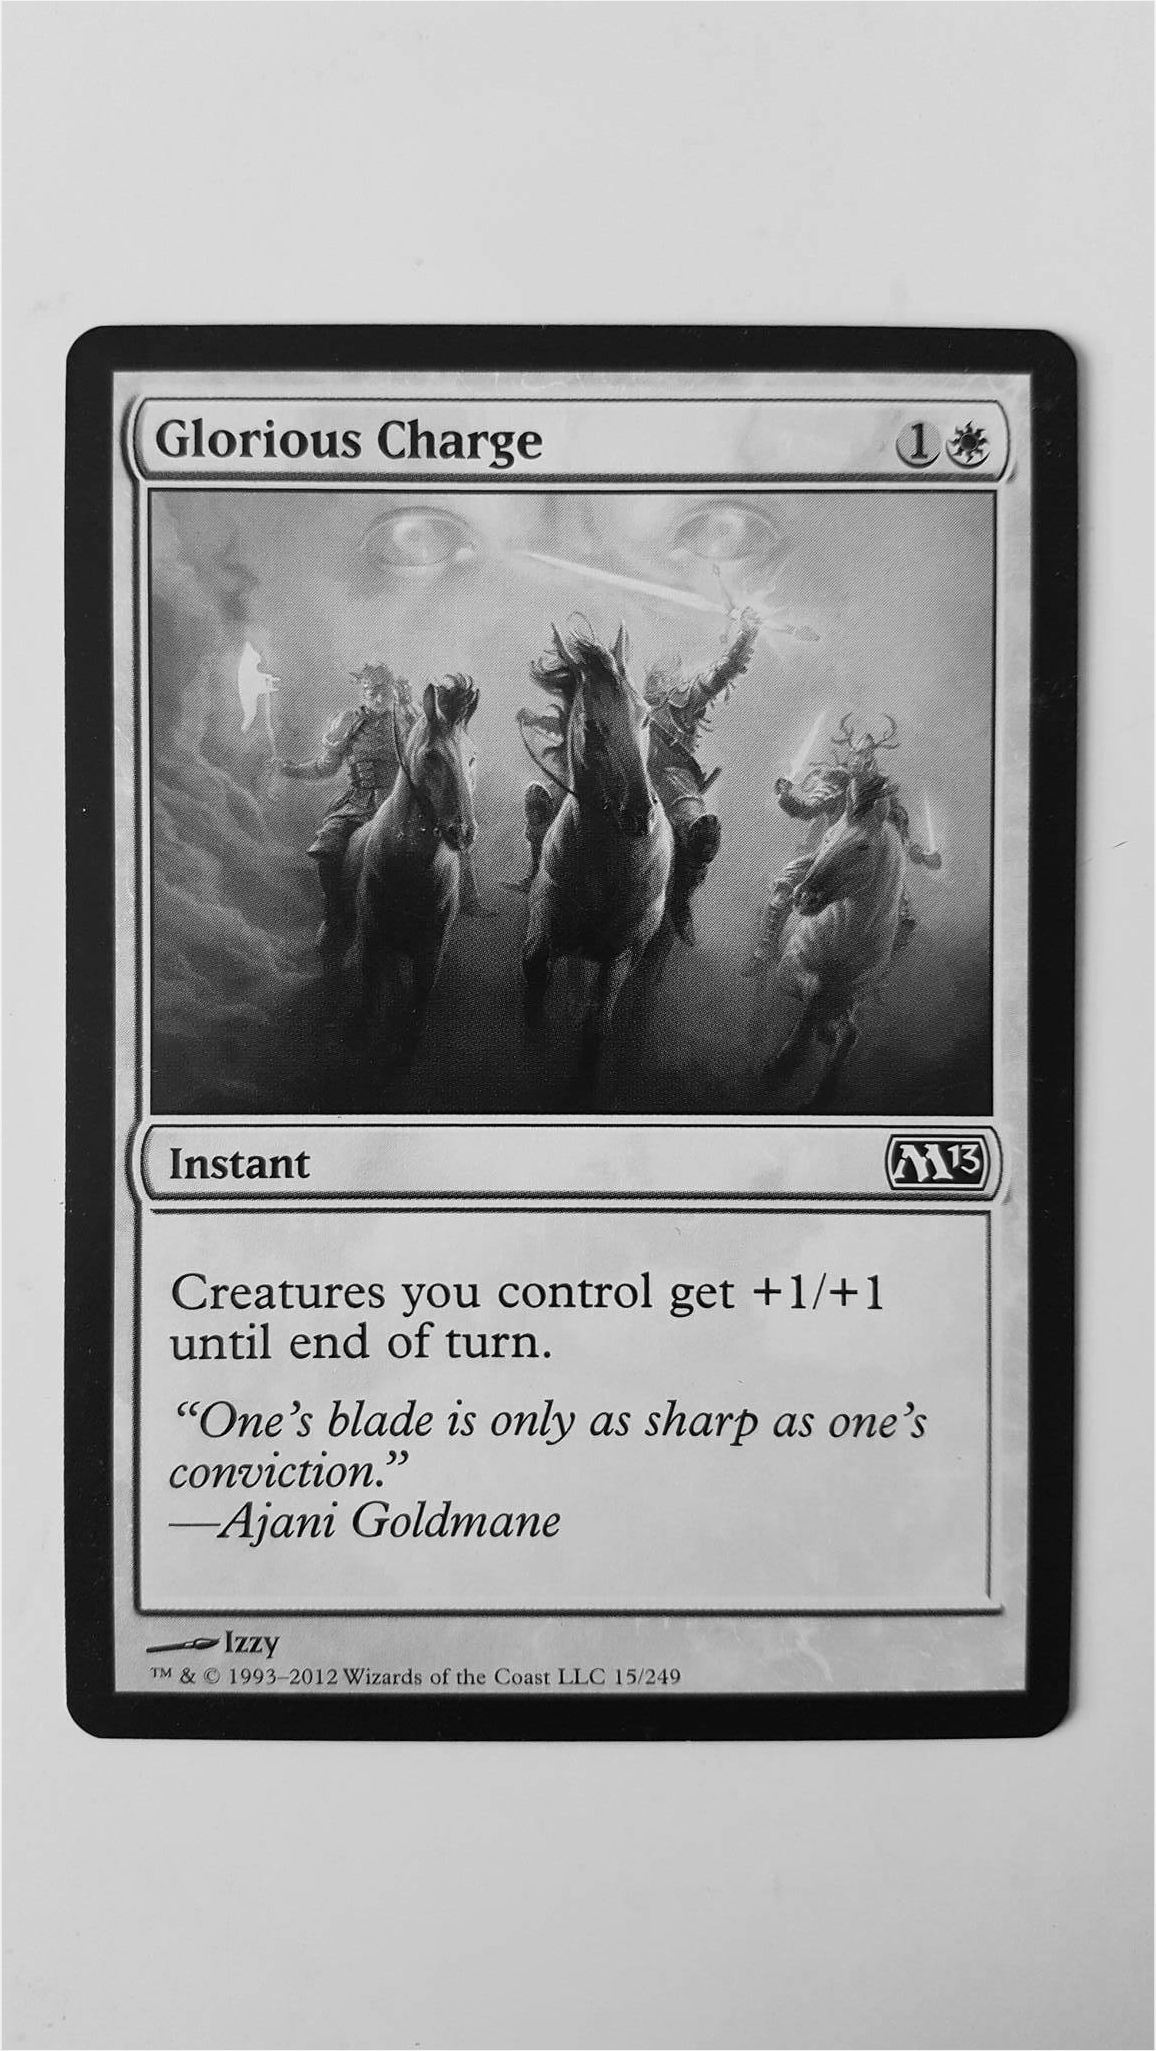 Glorious Charge 1
Instant M13
Creatures you control get +1/+1
until end of turn.
“One’s blade is only as sharp as one’s
conviction.”
—Ajani Goldmane
Izzy
™ & © 1993–2012 Wizards of the Coast LLC 15/249